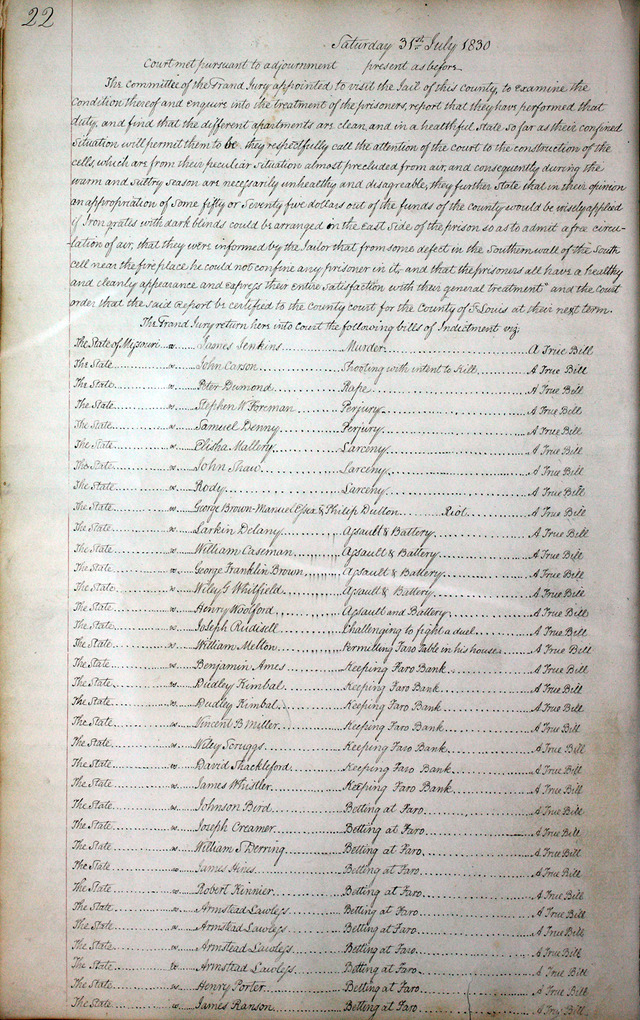 22
Saturday 31st July 1830
Court met pursuant to adjournment present as before
The committee of the Grand Jury appointed to visit the Jail of this county, to examine the
Condition thereof and enquire into the treatment of the prisoners, report that they have performed that
duty, and find that the different apartments are clean, and in a healthful State so far as their confined
Situation will permit them to be, they respectfully call the attention of the court to the construction of the
cells, which are from their peculiar situation almost precluded from air, and consequently during the
warm and sultry season are necessarily unhealthy and disagreable, they further State that in their opinion
an appropriation of Some fifty or Seventy five dollars out of the funds of the county would be wisely applied
if Iron grates with dark blinds could be arranged in the East Side of the prison so as to admit a free circu-
-lation of air, that they were informed by the Jailor that from some defect in the Southern wall of the South
cell near the fire place he could not confine any prisoner in it, and that the prisoners all have a healthy
and cleanly appearance and express their entire Satisfaction with their general treatment" and the Court
order that the said Report be certified to the County court for the County of St Louis at their next term.
The Grand Jury return here into Court the following bills of Indictment viz
The State of Missouri vs James Jenkins Murder A True Bill
The State vs John Carson Shooting with intent to Kill A True Bill
The State vs Peter Dumond Rape A True Bill
The State vs Stephen W Foreman Perjury A True Bill
The State vs Samuel Denny Perjury A True Bill
The State vs Elisha Mallery Larceny A True Bill
The State vs John Shaw Larceny A True Bill
The State vs Rody Larceny A True Bill
The State vs George Brown Manuel Esex & Philip Dutton Riot A True Bill
The State vs Larkin Delany Assault & Battery A True Bill
The State vs William Caseman Assault & Battery A True Bill
The State vs George Franklin Brown Assault & Battery A True Bill
The State vs Wiley G Whitfield Assault & Battery A True Bill
The State vs Henry Woolford Assault and Battery A True Bill
The State vs Joseph Rudisell Challenging to fight a duel A True Bill
The State vs William Melton Permitting Faro Table in his house A True Bill
The State vs Benjamin Ames Keeping Faro Bank A True Bill
The State vs Dudley Kimbal Keeping Faro Bank A True Bill
The State vs Dudley Kimbal Keeping Faro Bank A True Bill
The State vs Vincent B Miller Keeping Faro Bank A True Bill
The State vs Wiley Scruggs Keeping Faro Bank A True Bill
The State vs David Shackleford Keeping Faro Bank A True Bill
The State vs James Whistler Keeping Faro Bank A True Bill
The State vs Johnson Bird Betting at Faro A True Bill
The State vs Joseph Creamer Betting at Faro A True Bill
The State vs William S Derring Betting at Faro A True Bill
The State vs James Hines Betting at Faro A True Bill
The State vs Robert Kinnier Betting at Faro A True Bill
The State vs Armstead Lawless Betting at Faro A True Bill
The State vs Armstead Lawless Betting at Faro A True Bill
The State vs Armstead Lawless Betting at Faro A True Bill
The State vs Armstead Lawless Betting at Faro A True Bill
The State vs Henry Porter Betting at Faro A True Bill
The State vs James Ranson Betting at Faro A True Bill